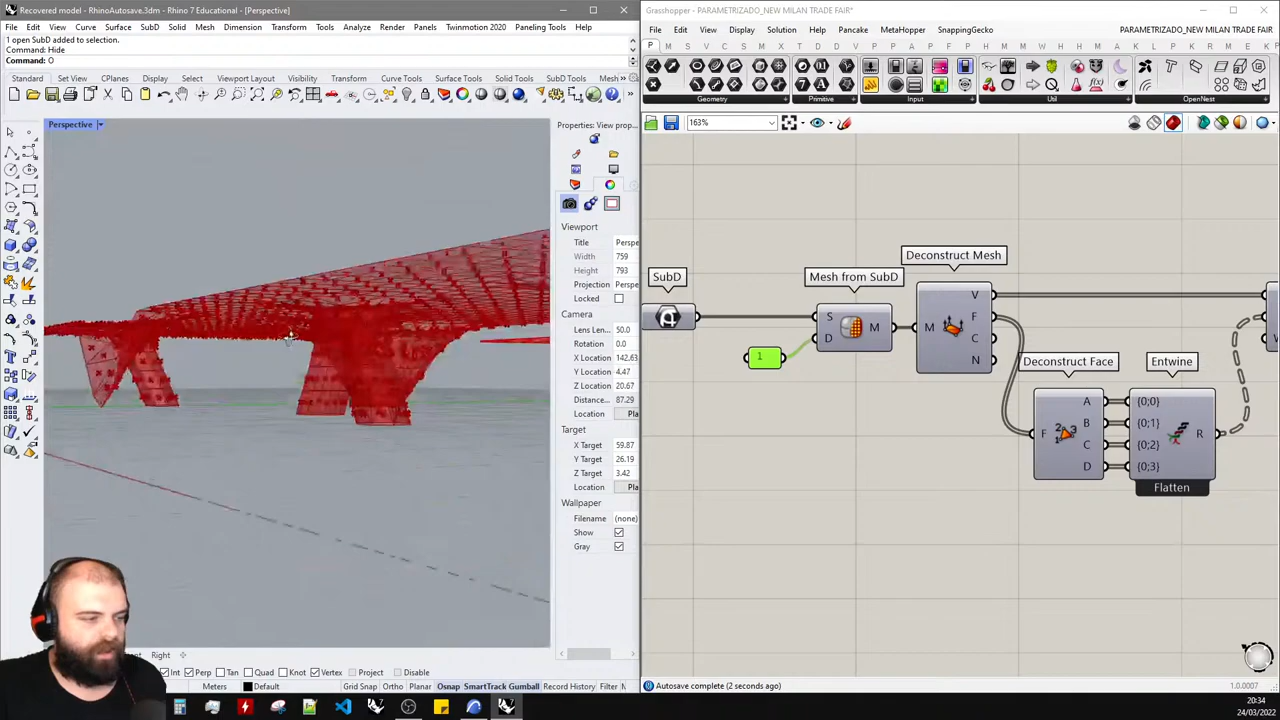 Recovered model - RhinoAutosave.3dm - Rhino 7 Educational - [Perspective]
File Edit View Curve Surface SubD Solid Mesh Dimension Transform Tools Analyze Render Panels Twinmotion 2020 Paneling Tools Help
1 open SubD added to selection.
Command: Hide
Command: O
Standard Set View CPlanes Display Select Viewport Layout Visibility Transform Curve Tools Surface Tools Solid Tools SubD Tools Mesh
Perspective
Properties: View prop
Viewport
Title Perspe
Width 759
Height 793
Projection Perspe
Locked
Camera
Lens Len... 50.0
Rotation 0.0
X Location 142.63
Y Location 4.47
Z Location 20.67
Distance... 87.29
Location Pla
Target
X Target 59.87
Y Target 26.19
Z Target 3.42
Location Pla
Wallpaper
Filename (none)
Show
Gray
Right
Int Perp Tan Quad Knot Vertex Project Disable
Meters Default Grid Snap Ortho Planar Osnap SmartTrack Gumball Record History Filter
Grasshopper - PARAMETRIZADO_NEW MILAN TRADE FAIR*
File Edit View Display Solution Help Pancake MetaHopper SnappingGecko PARAMETRIZADO_NEW MILAN TRADE FAIR
Geometry Primitive Input Util OpenNest
163%
Deconstruct Mesh
SubD Mesh from SubD
S D M
1
M V F C N
Deconstruct Face Entwine
F A B C D
{0;0}
{0;1}
{0;2}
{0;3}
R
Flatten
Autosave complete (2 seconds ago) 1.0.0007
20:34
24/03/2022